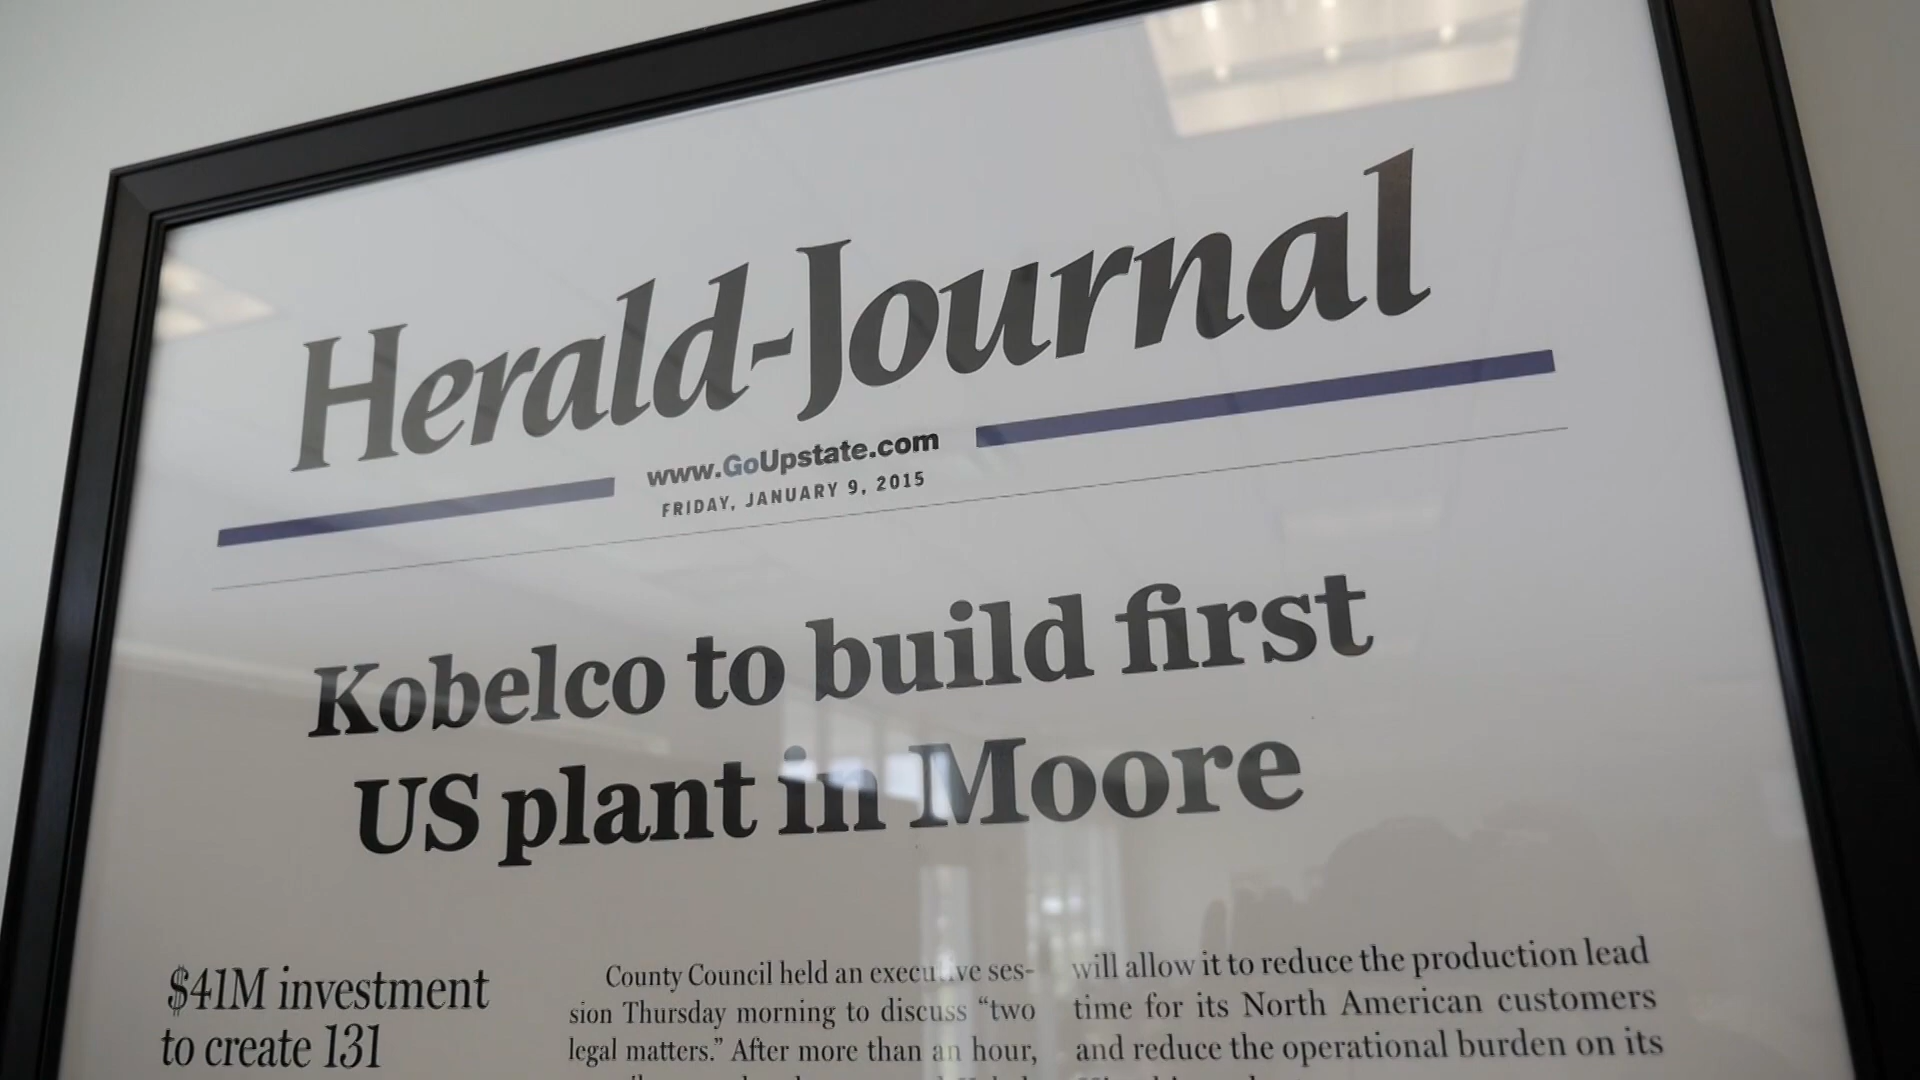 Herald-Journal
www.GoUpstate.com
FRIDAY, JANUARY 9, 2015
Kobelco to build first
US plant in Moore
$41M investment
to create 131
County Council held an executive ses-
sion Thursday morning to discuss “two
legal matters.” After more than an hour,
will allow it to reduce the production lead
time for its North American customers
and reduce the operational burden on its